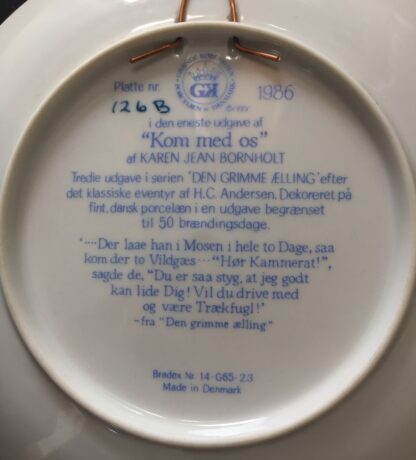 Platte nr. 1986
126B
GK
i den eneste udgave af
"Kom med os"
af KAREN JEAN BORNHOLT
Tredie udgave i serien 'DEN GRIMME ÆLLING' efter
det klassiske eventyr af H.C. Andersen. Dekoreret på
fint, dansk porcelæn i en udgave begrænset
til 50 brændingsdage.
'····Der laae han i Mosen i hele to Dage, saa
kom der to Vildgæs···"Hør Kammerat!",
sagde de, "Du er saa styg, at jeg godt
kan lide Dig! Vil du drive med
og være Trækfugl!'
-fra "Den grimme ælling"
Bradex Nr. 14-G65-2.3
Made in Denmark